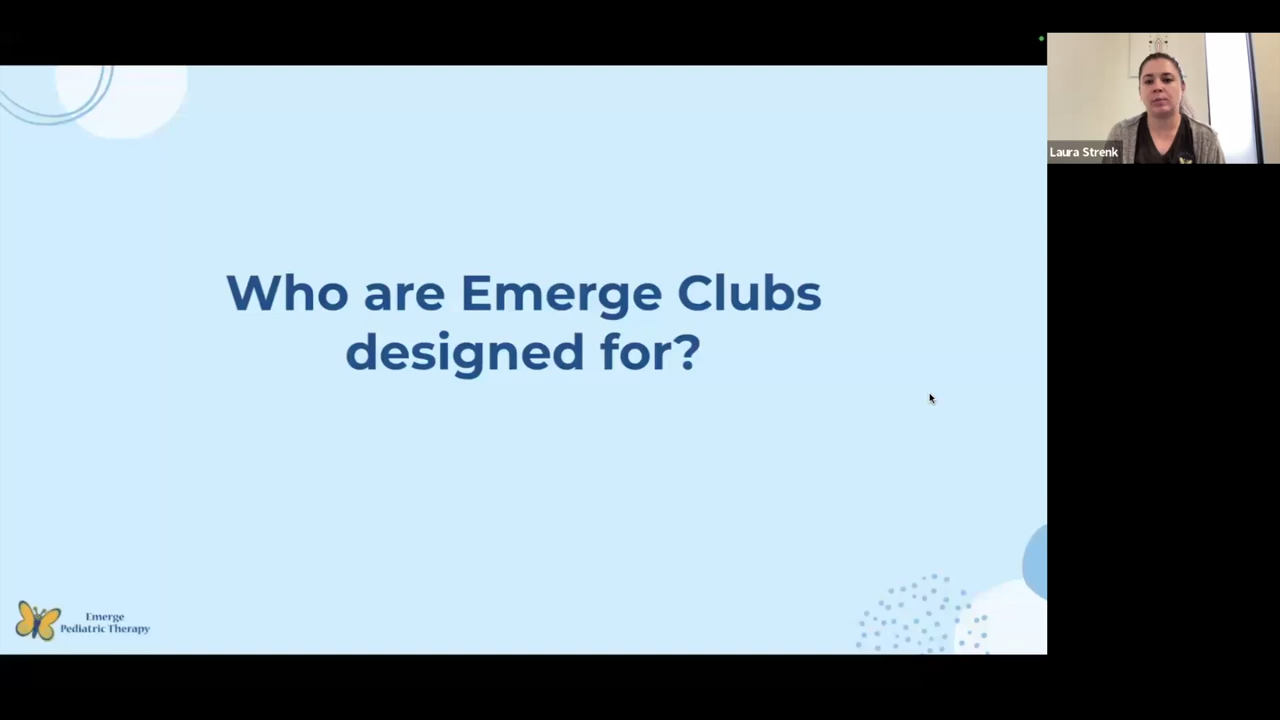 Laura Strenk
Who are Emerge Clubs
designed for?
Emerge
Pediatric Therapy